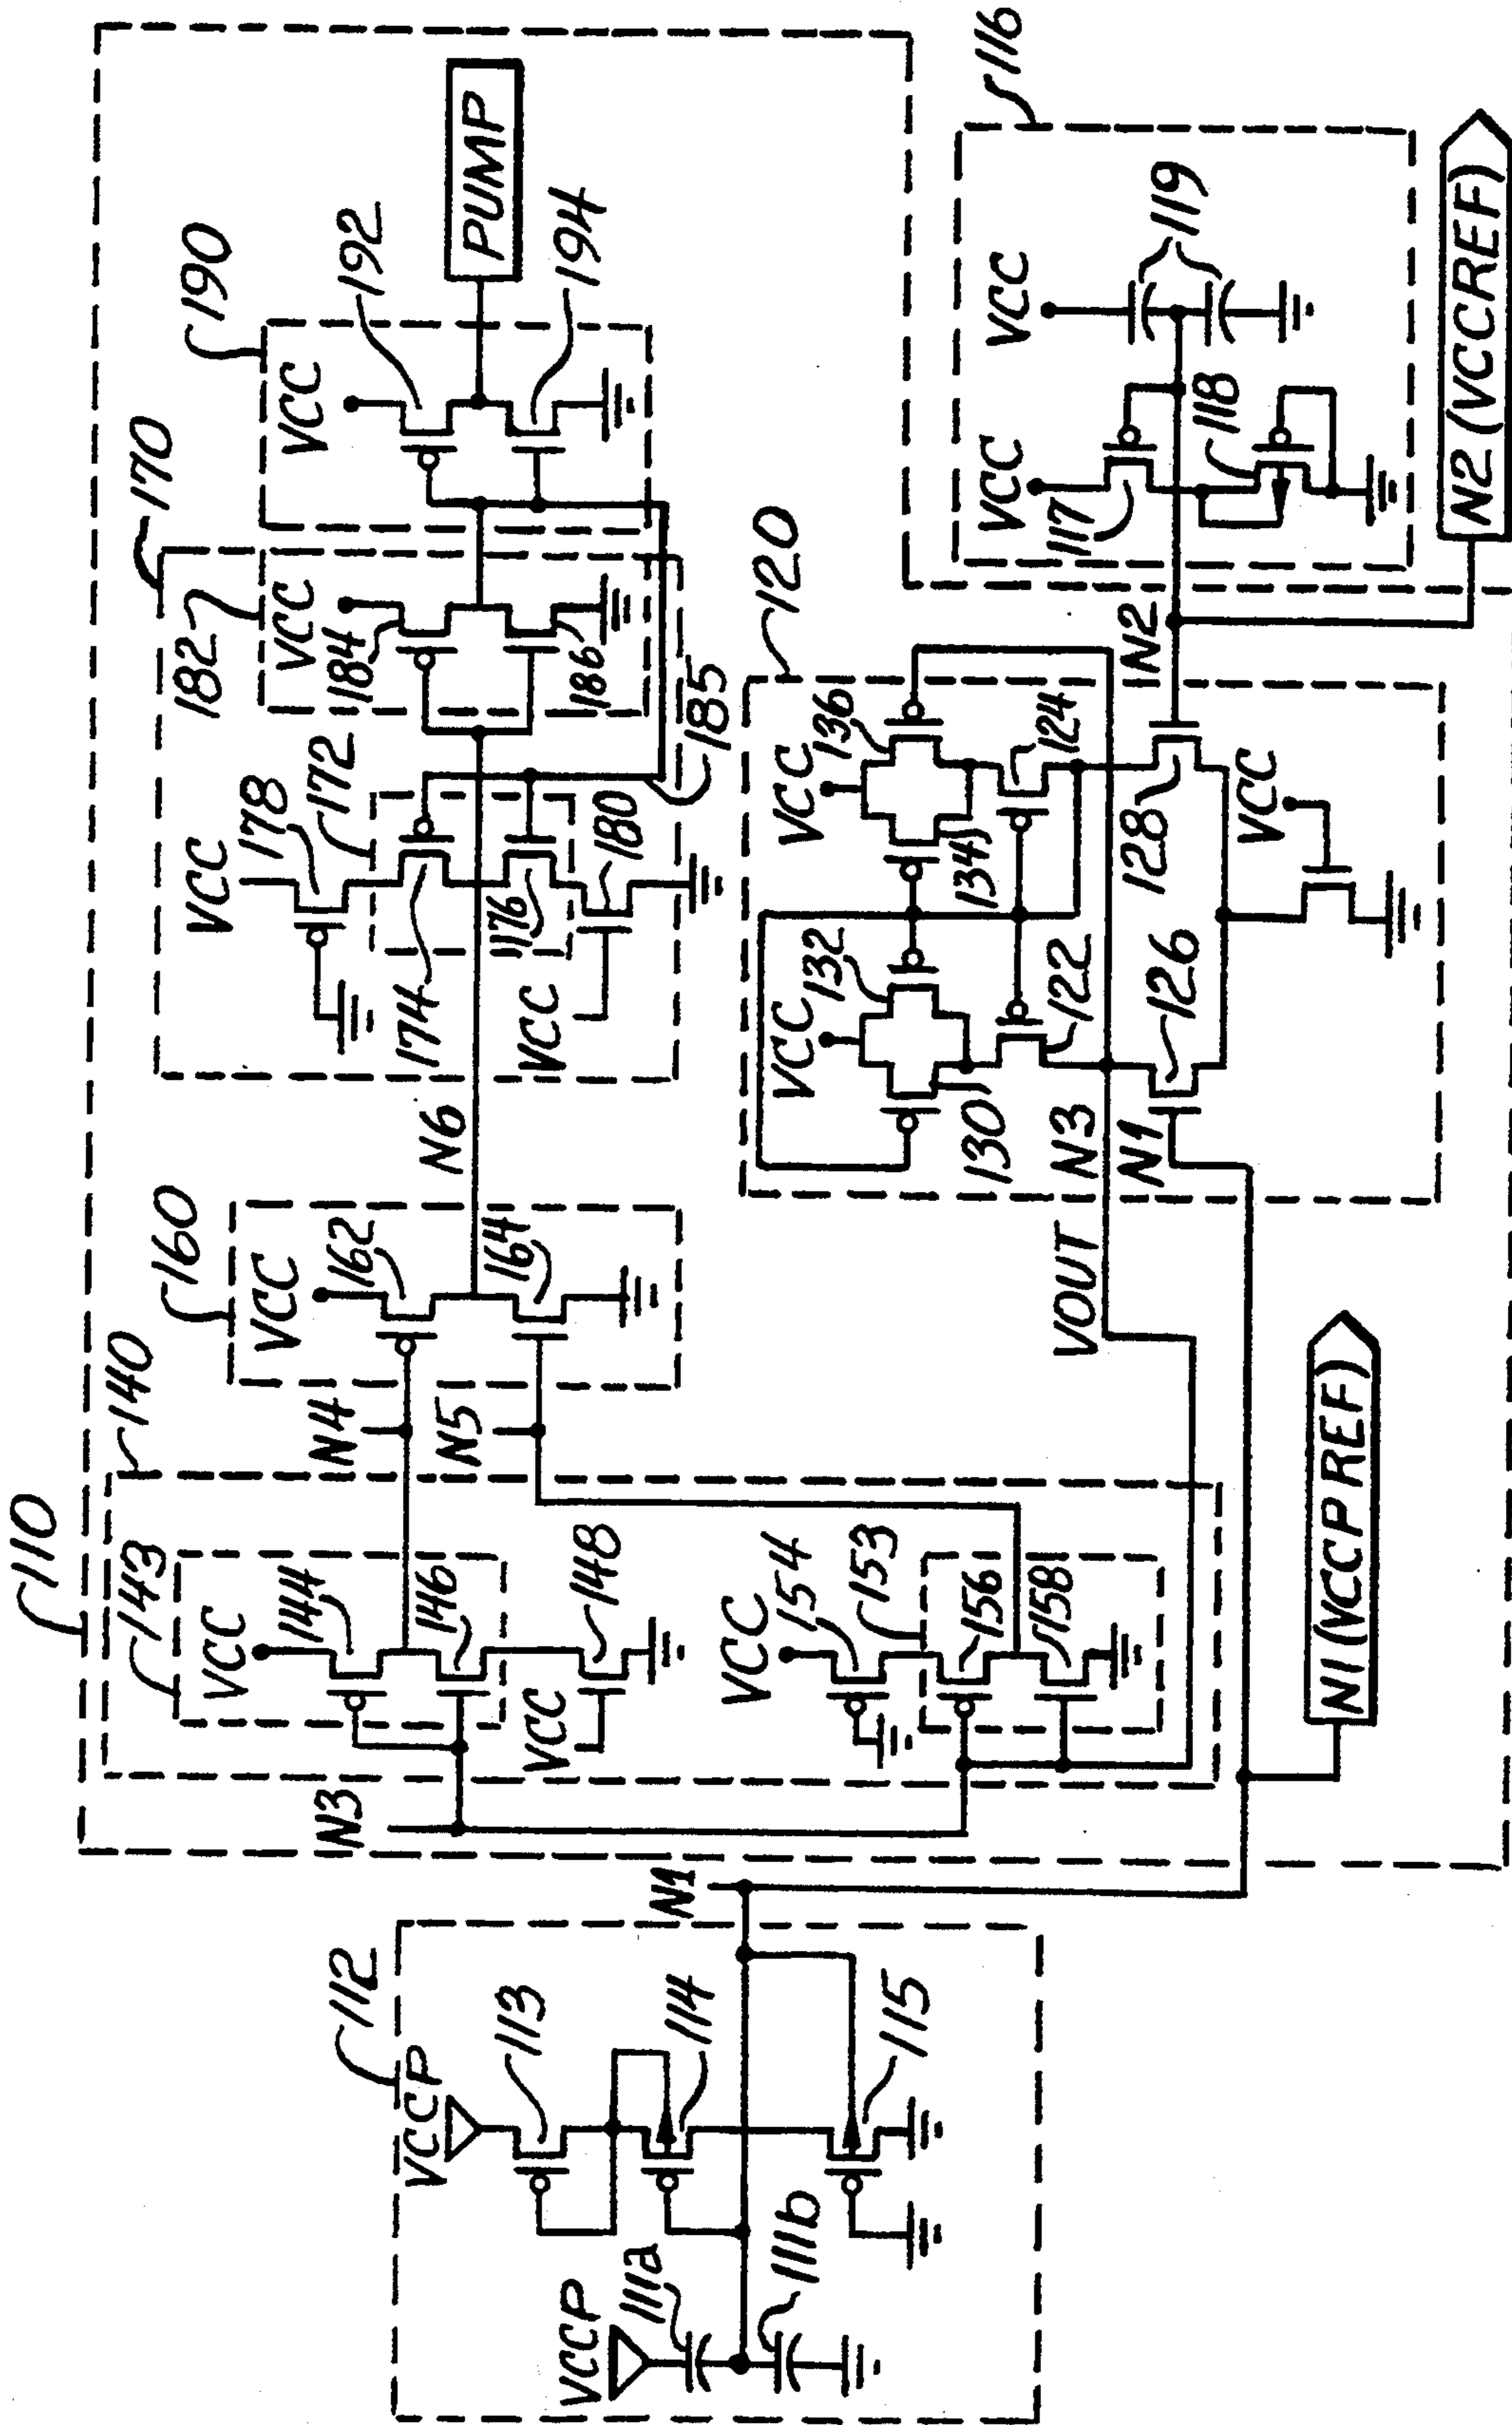 110
140
143
VCC
144
146
148
VCC
N3
VCC
154
153
156
158
N4
N5
160
VCC
162
164
N6
170
182
VCC
178
172
174
176
180
VCC
VCC
184
186
185
190
VCC
192
194
PUMP
112
VCCP
113
114
115
VCCP
111a
111b
N1
N1 (VCCP REF)
VOUT
N3
N1
120
VCC
132
130
122
126
VCC
136
134
124
128
VCC
N2
116
VCC
117
118
VCC
119
N2 (VCCREF)